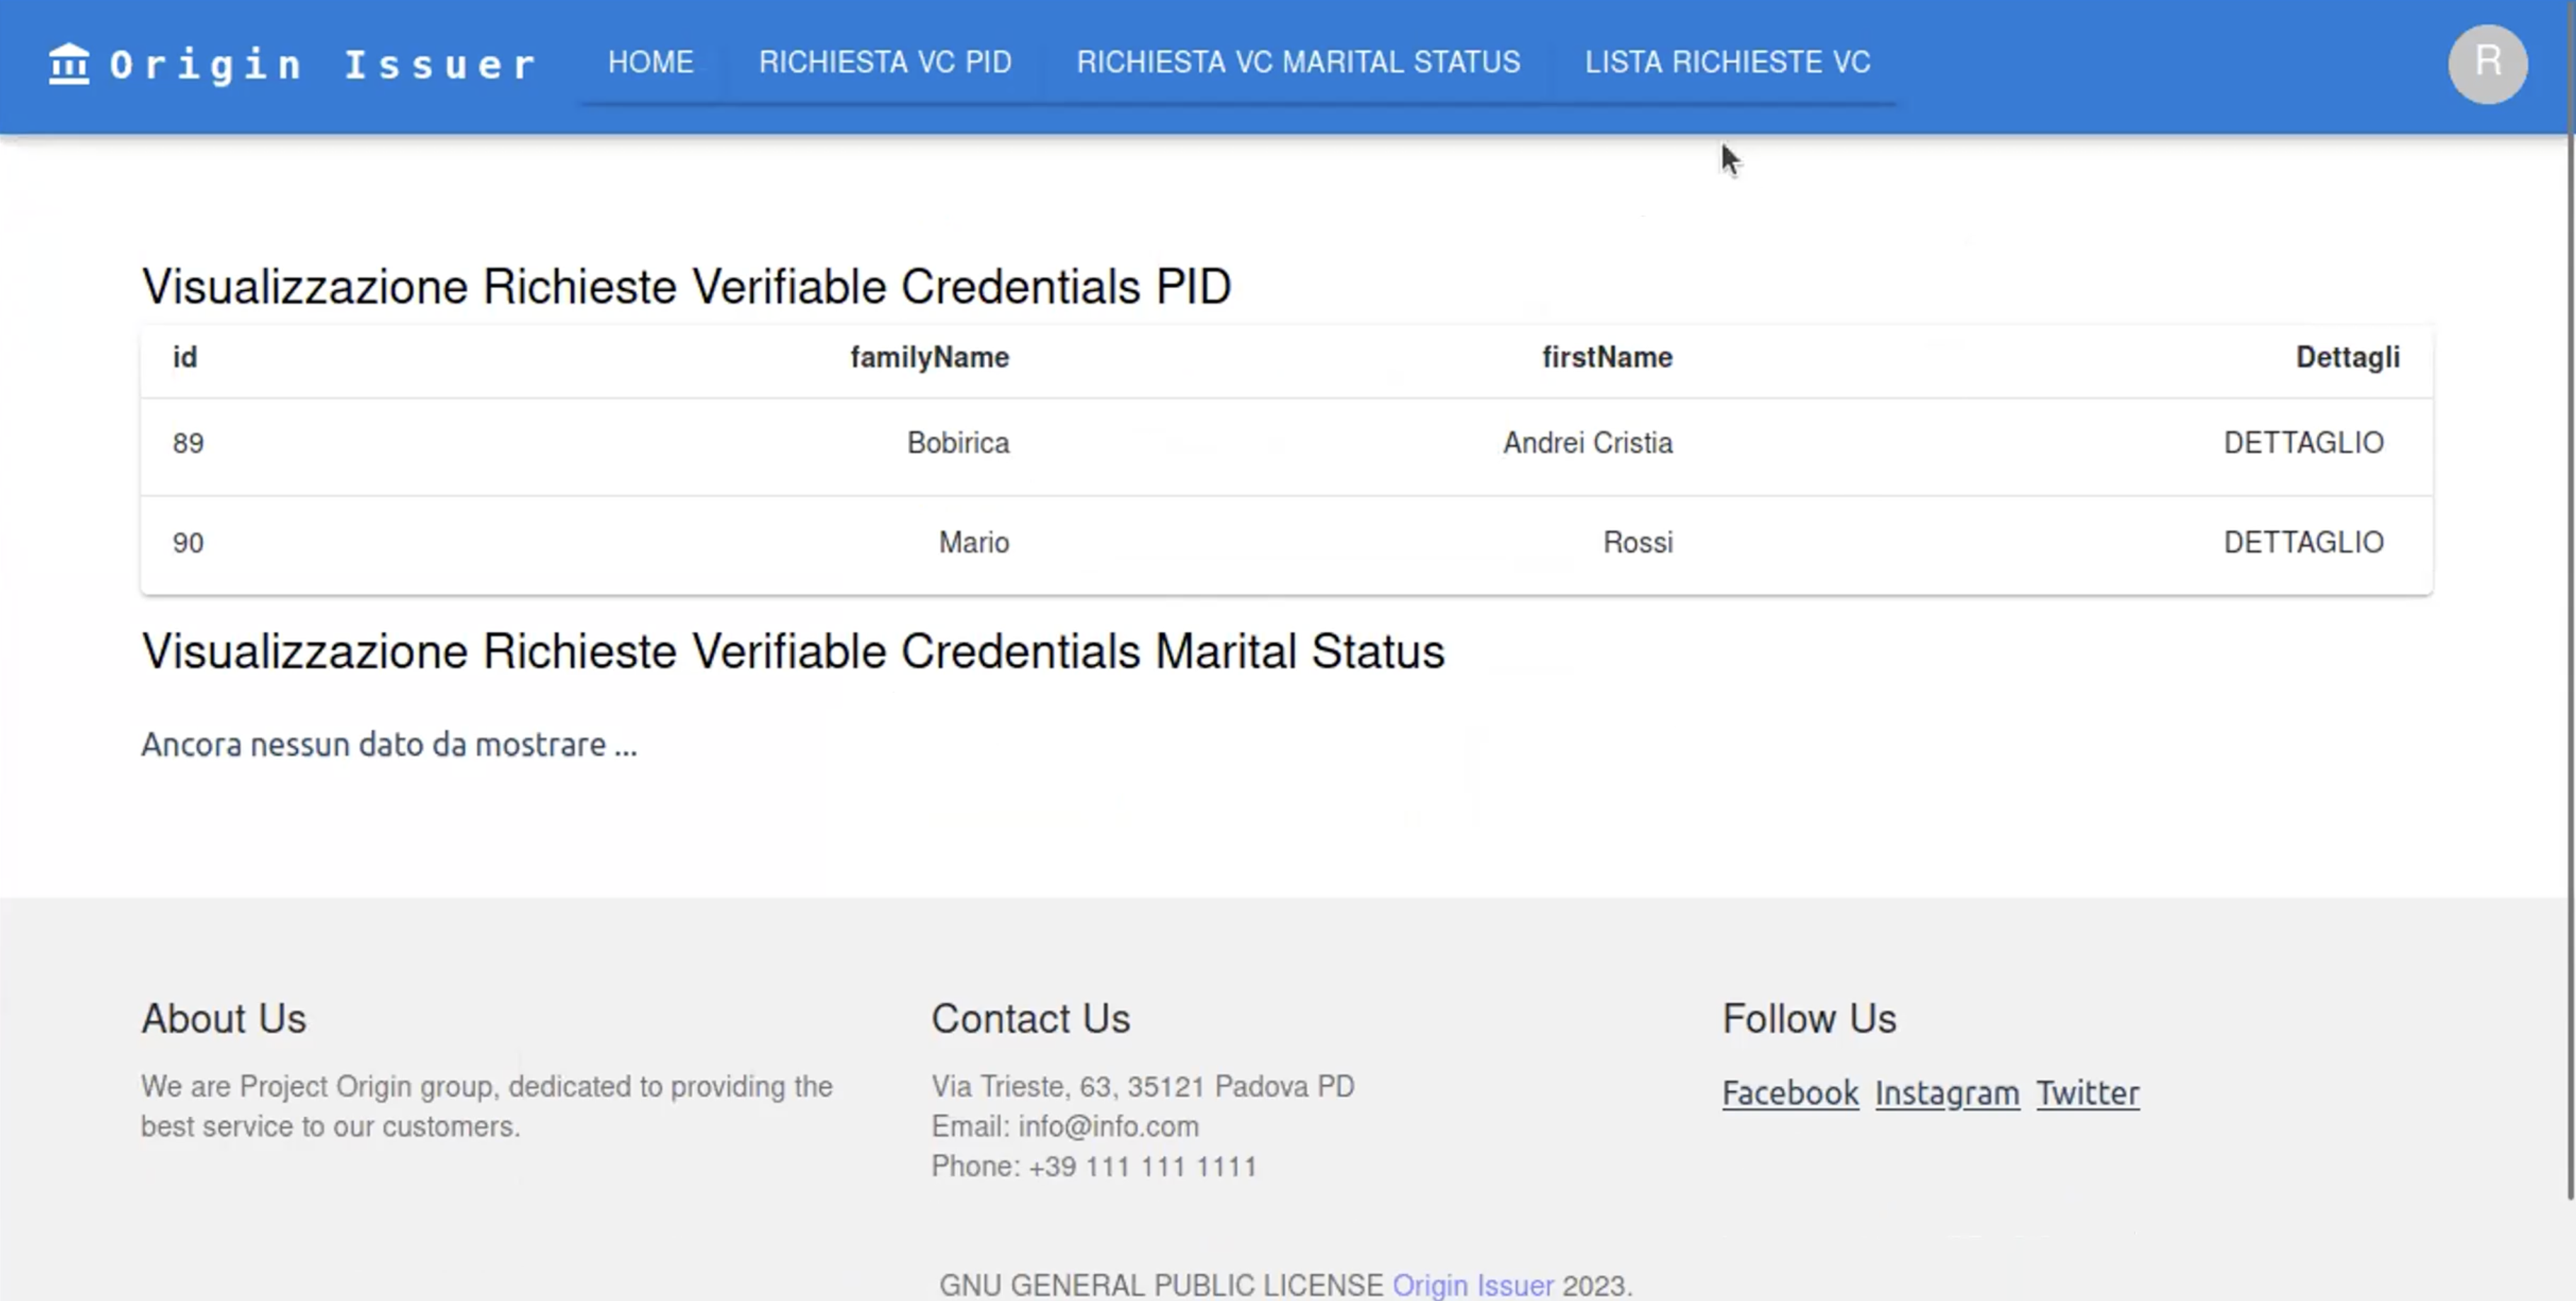 Origin Issuer HOME RICHIESTA VC PID RICHIESTA VC MARITAL STATUS LISTA RICHIESTE VC R
Visualizzazione Richieste Verifiable Credentials PID
id familyName firstName Dettagli
89 Bobirica Andrei Cristia DETTAGLIO
90 Mario Rossi DETTAGLIO
Visualizzazione Richieste Verifiable Credentials Marital Status
Ancora nessun dato da mostrare ...
About Us
We are Project Origin group, dedicated to providing the
best service to our customers.
Contact Us
Via Trieste, 63, 35121 Padova PD
Email: info@info.com
Phone: +39 111 111 1111
Follow Us
Facebook Instagram Twitter
GNU GENERAL PUBLIC LICENSE Origin Issuer 2023.